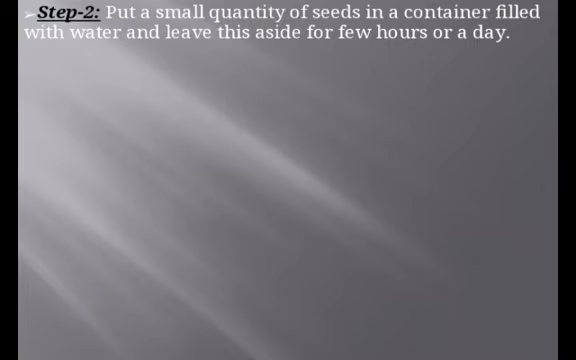 ➢Step-2: Put a small quantity of seeds in a container filled
with water and leave this aside for few hours or a day.